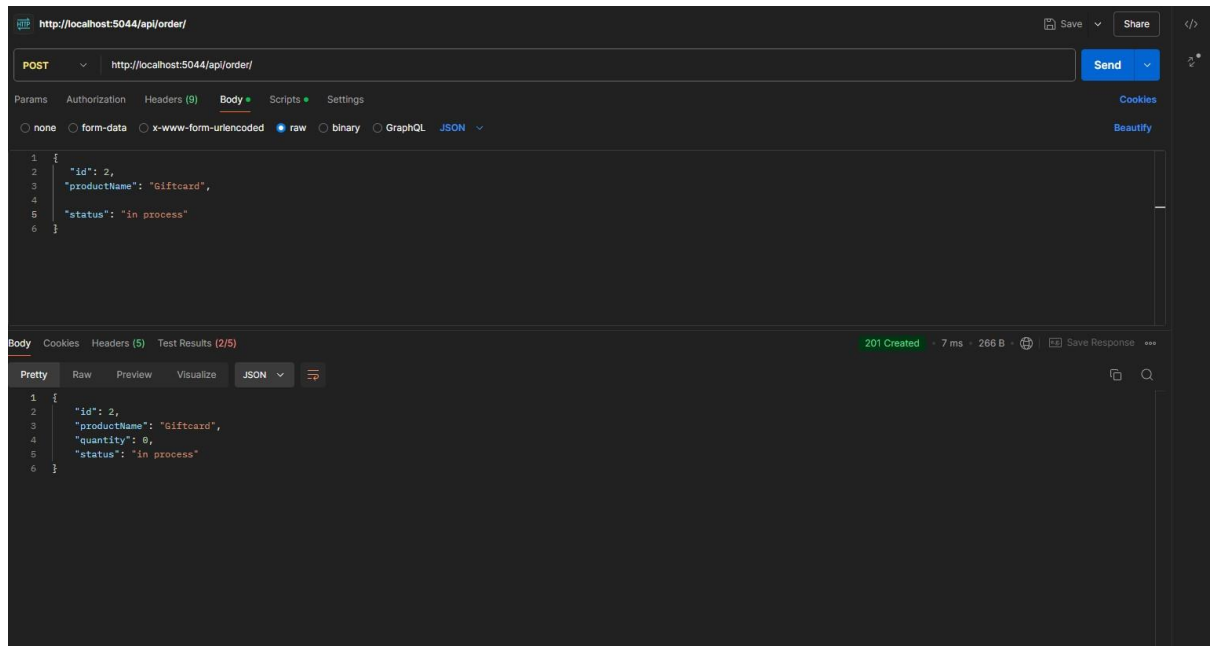 HTTP http://localhost:5044/api/order/ Save Share </>
POST http://localhost:5044/api/order/ Send
Params Authorization Headers (9) Body Scripts Settings Cookies
none form-data x-www-form-urlencoded raw binary GraphQL JSON Beautify
1 {
2 "id": 2,
3 "productName": "Giftcard",
4
5 "status": "in process"
6 }
Body Cookies Headers (5) Test Results (2/5) 201 Created 7 ms 266 B Save Response
Pretty Raw Preview Visualize JSON
1 {
2 "id": 2,
3 "productName": "Giftcard",
4 "quantity": 0,
5 "status": "in process"
6 }